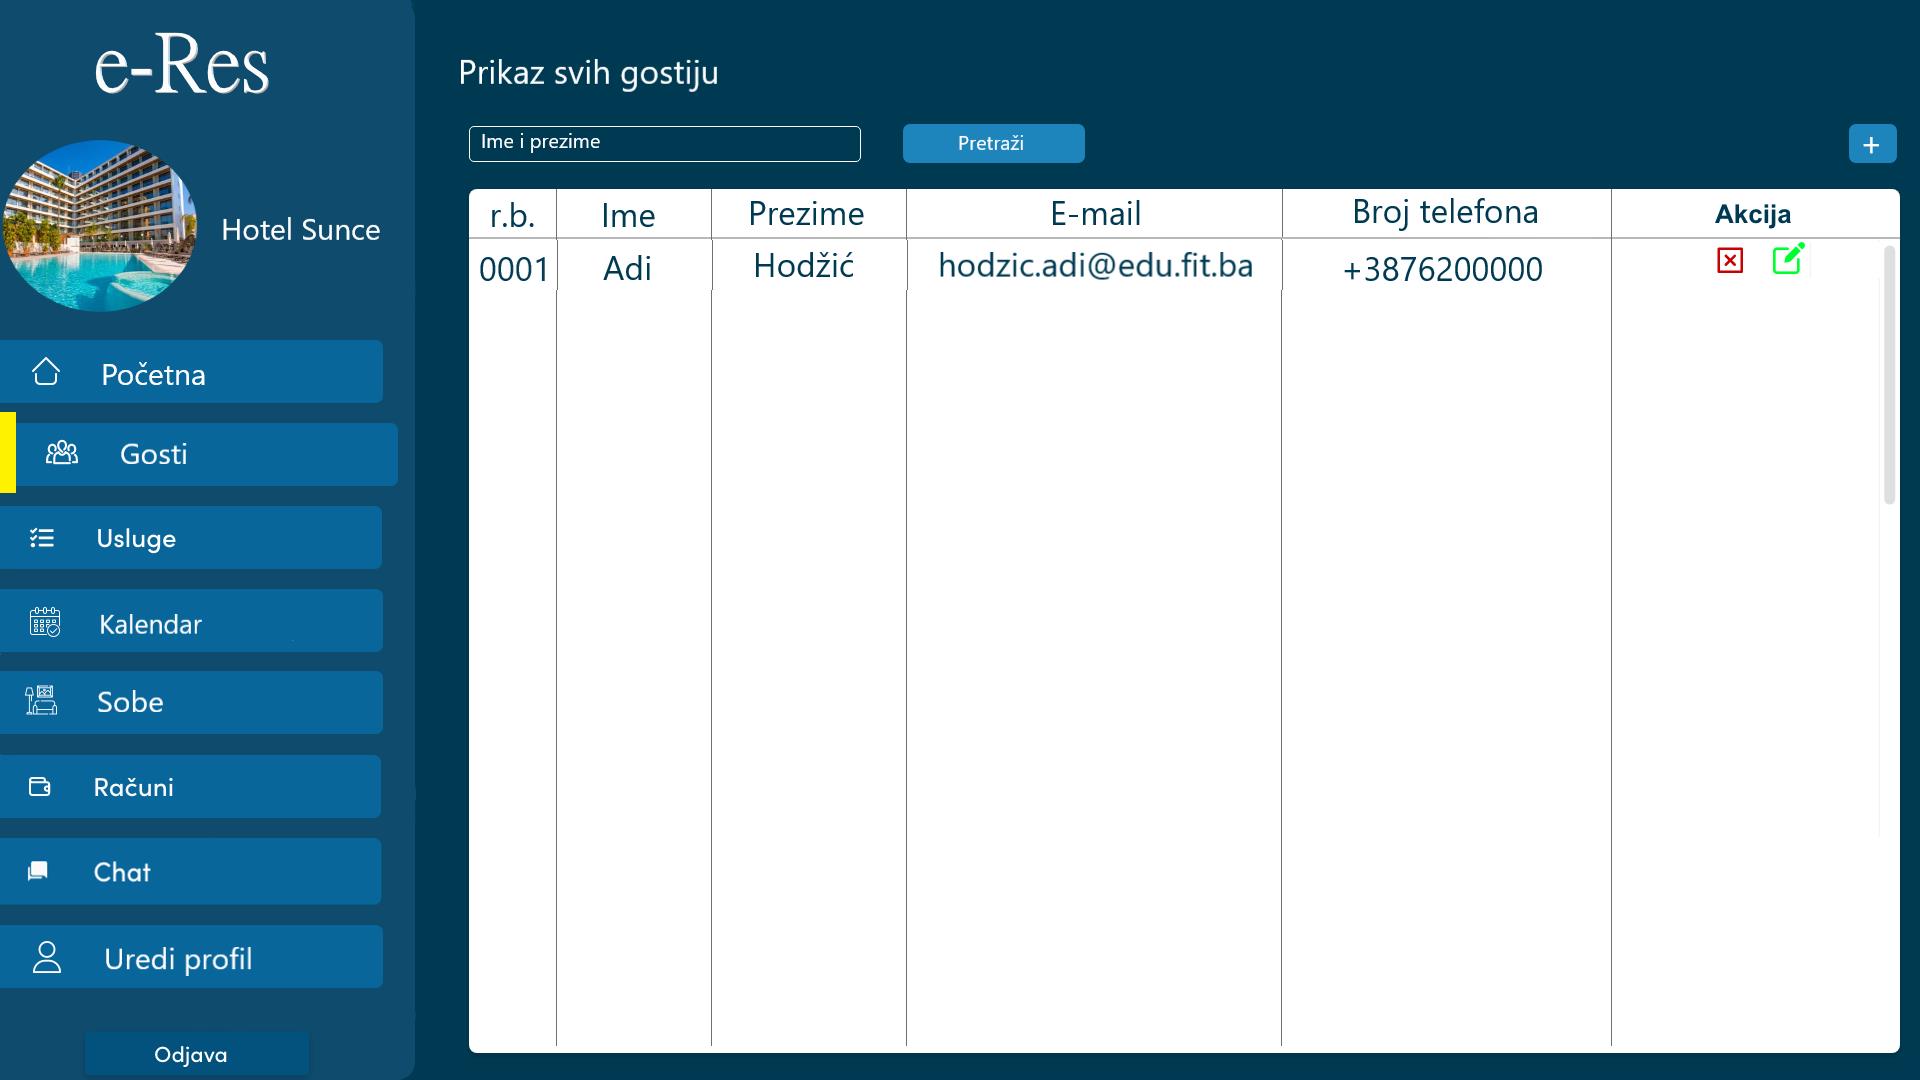 e-Res
Hotel Sunce
Početna
Gosti
Usluge
Kalendar
Sobe
Računi
Chat
Uredi profil
Odjava
Prikaz svih gostiju
Ime i prezime
Pretraži
+
r.b. Ime Prezime E-mail Broj telefona Akcija
0001 Adi Hodžić hodzic.adi@edu.fit.ba +3876200000